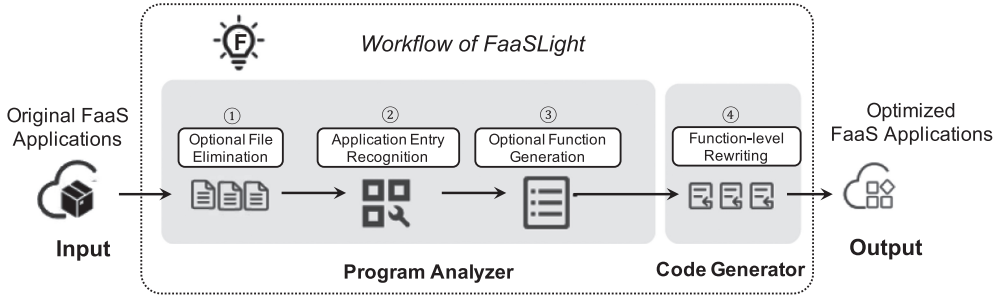 F
Workflow of FaaSLight
Original FaaS
Applications
Input
①
Optional File
Elimination
②
Application Entry
Recognition
③
Optional Function
Generation
Program Analyzer
④
Function-level
Rewriting
Code Generator
Optimized
FaaS Applications
Output